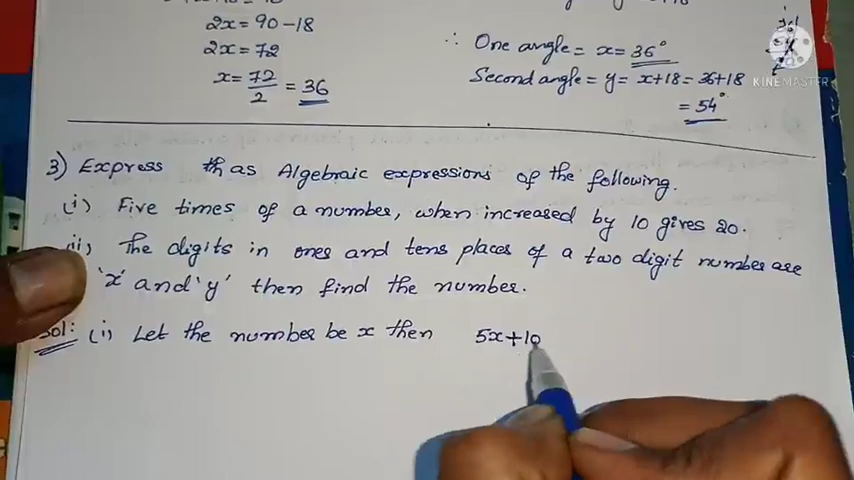 2x = 90 - 18
2x = 72
x = 72/2 = 36
∴ One angle = x = 36°
Second angle = y = x+18 = 36+18
= 54°
KINEMASTER
3) Express as Algebraic expressions of the following.
(i) Five times of a number, when increased by 10 gives 20.
(ii) The digits in ones and tens places of a two digit number are
'x' and 'y' then find the number.
Sol: (i) Let the number be x then 5x+10